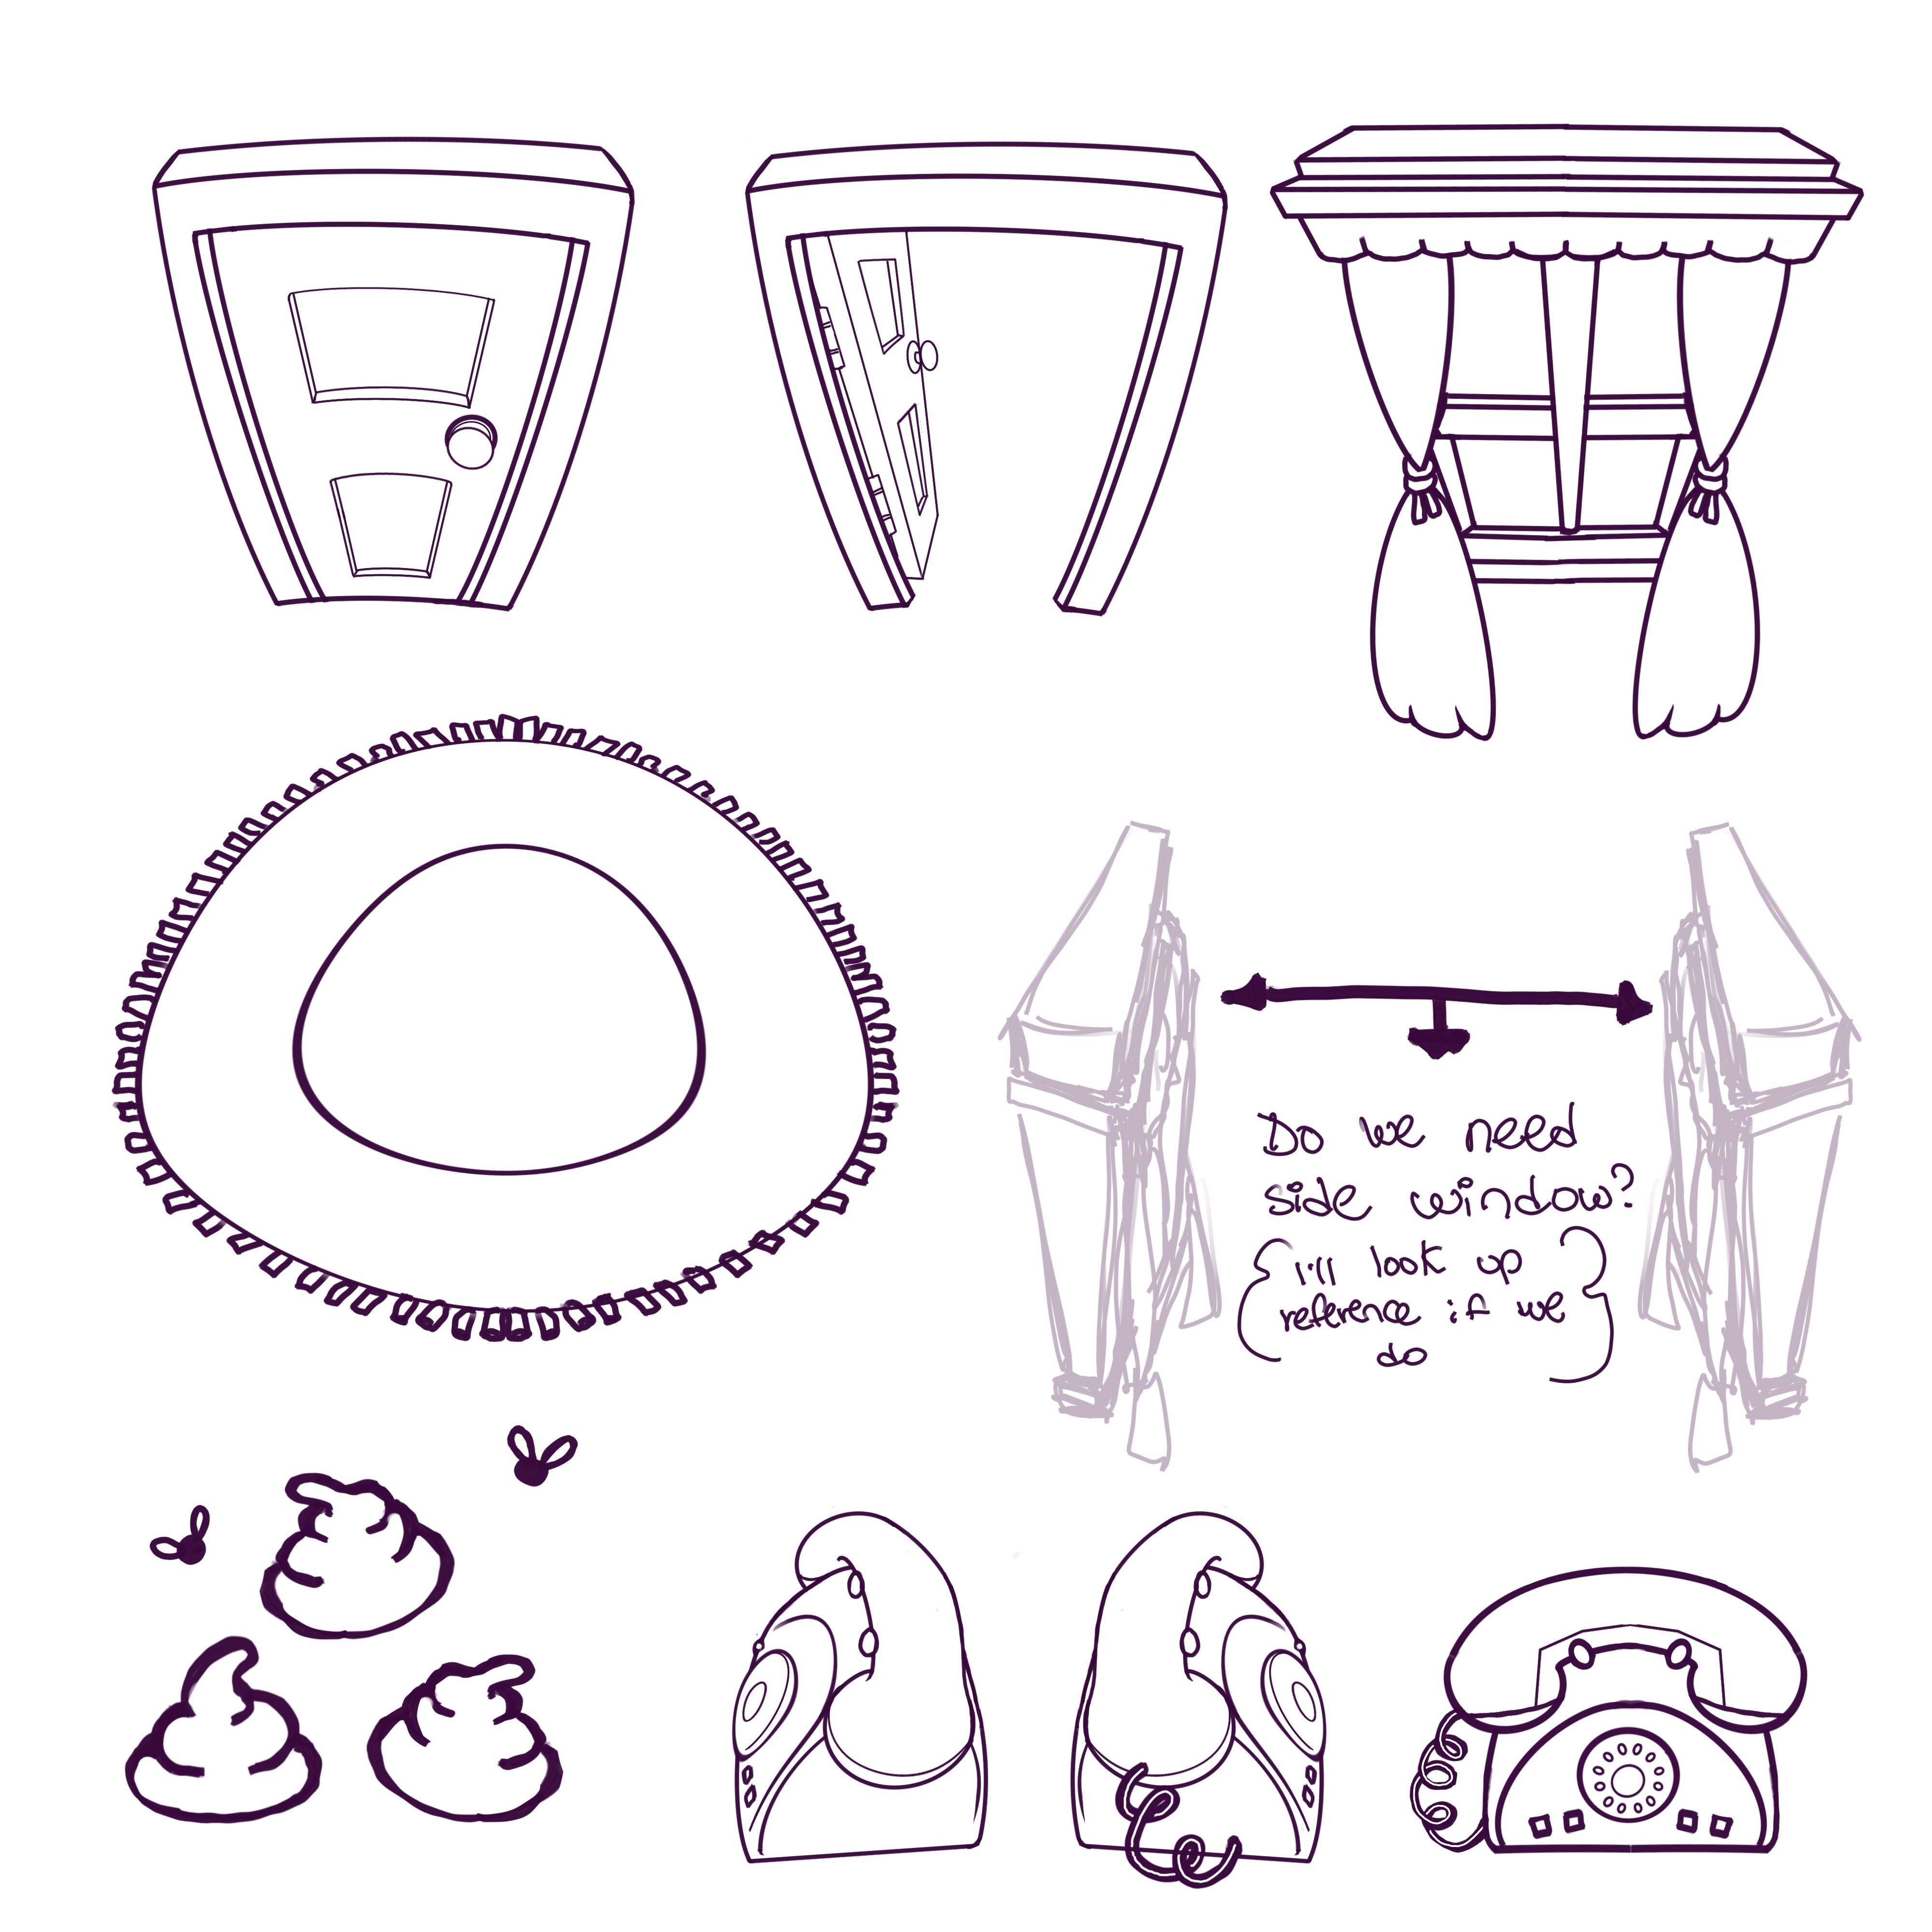 Do we need
side window?
{ i'll look up }
reference if we
do